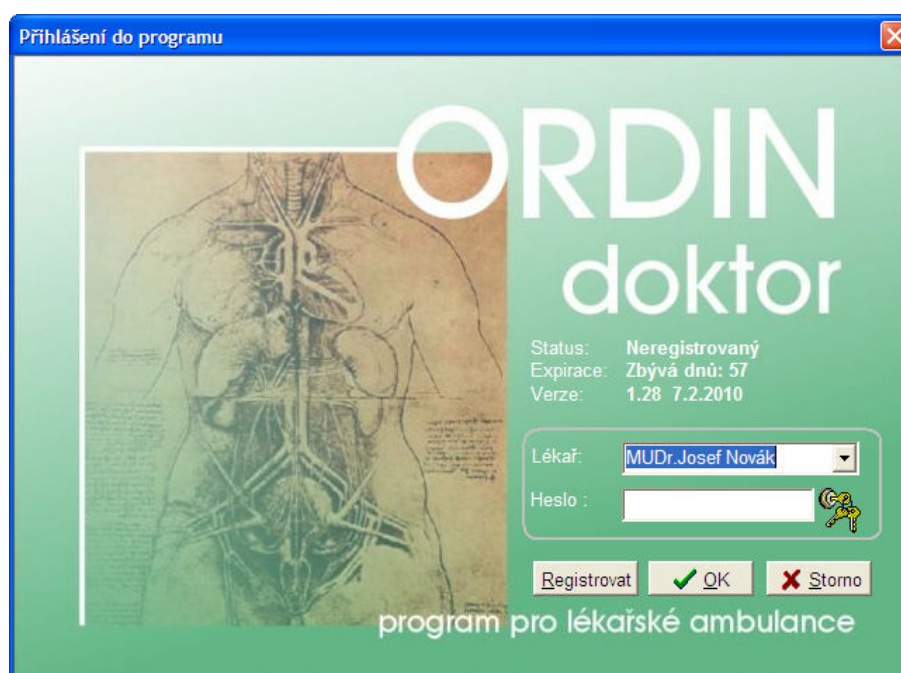 Přihlášení do programu
ORDIN
doktor
Status: Neregistrovaný
Expirace: Zbývá dnů: 57
Verze: 1.28 7.2.2010
Lékař: MUDr.Josef Novák
Heslo :
Registrovat OK Storno
program pro lékařské ambulance